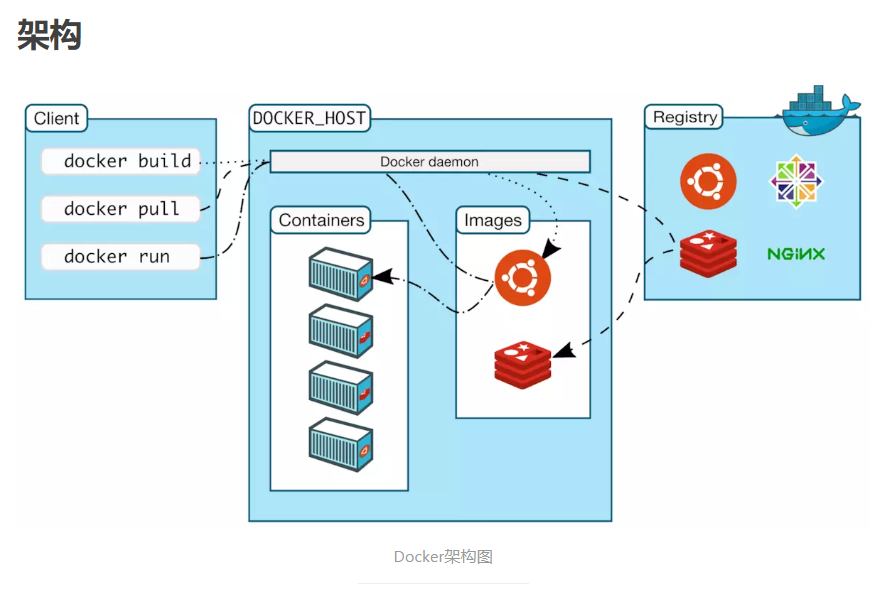 架构
Client
docker build
docker pull
docker run
DOCKER_HOST
Docker daemon
Containers
Images
Registry
NGINX
Docker架构图